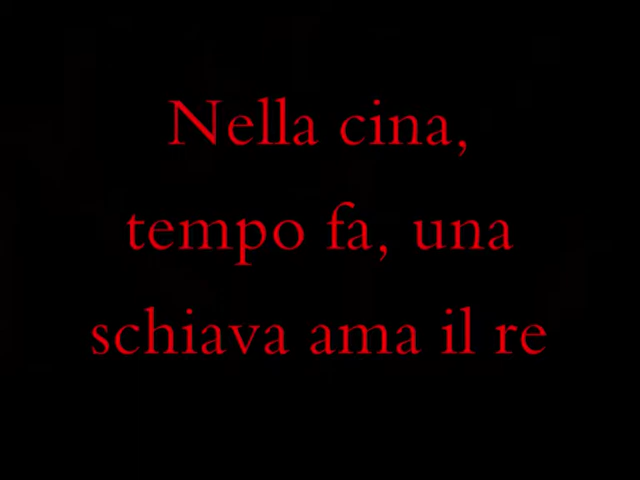 Nella cina,
tempo fa, una
schiava ama il re